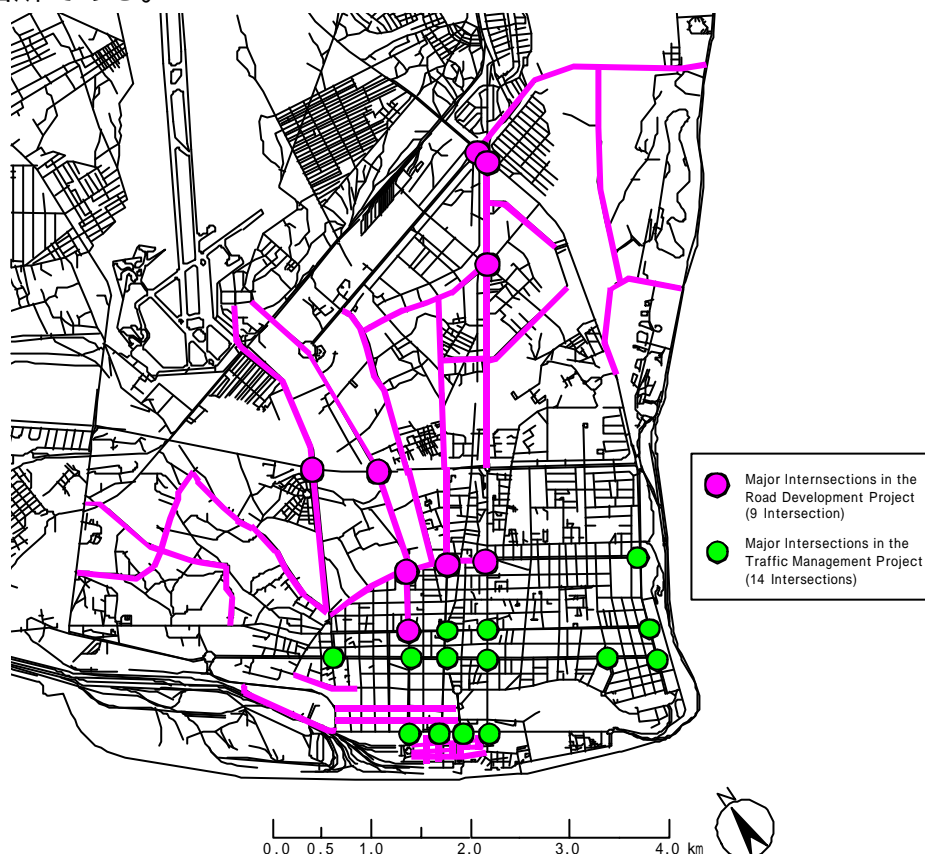 Major Internsections in the
Road Development Project
(9 Intersection)
Major Intersections in the
Traffic Management Project
(14 Intersections)
N
0.0 0.5 1.0 2.0 3.0 4.0 km